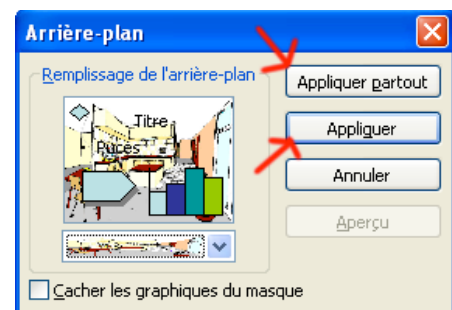 Arrière-plan
Remplissage de l'arrière-plan
Titre
Puces
Appliquer partout
Appliquer
Annuler
Aperçu
Cacher les graphiques du masque